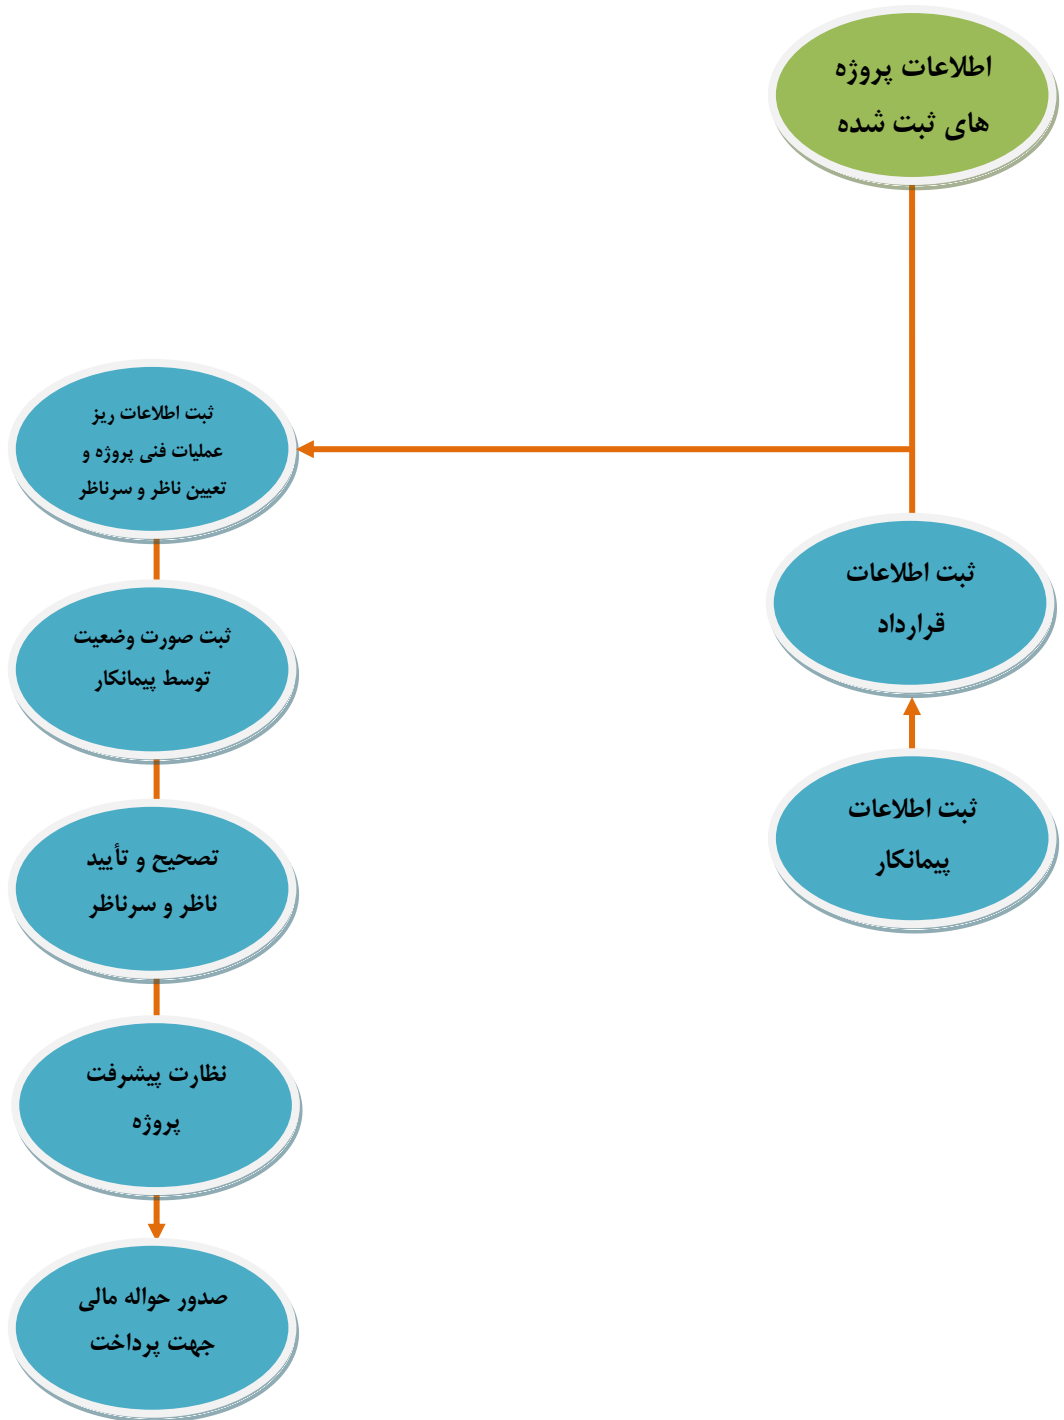 اطلاعات پروژه
های ثبت شده
ثبت اطلاعات ریز
عملیات فنی پروژه و
تعیین ناظر و سرناظر
ثبت اطلاعات
قرارداد
ثبت صورت وضعیت
توسط پیمانکار
ثبت اطلاعات
پیمانکار
تصحیح و تأیید
ناظر و سرناظر
نظارت پیشرفت
پروژه
صدور حواله مالی
جهت پرداخت